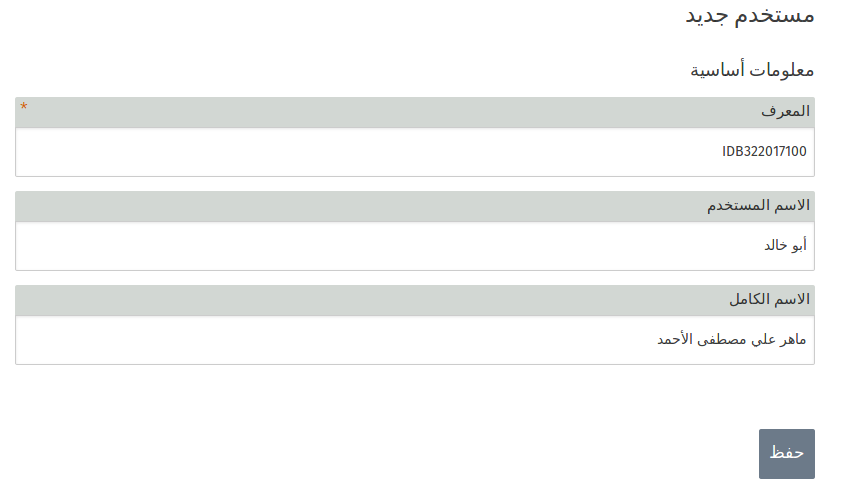 مستخدم جديد
معلومات أساسية
المعرف *
IDB322017100
الاسم المستخدم
أبو خالد
الاسم الكامل
ماهر علي مصطفى الأحمد
حفظ